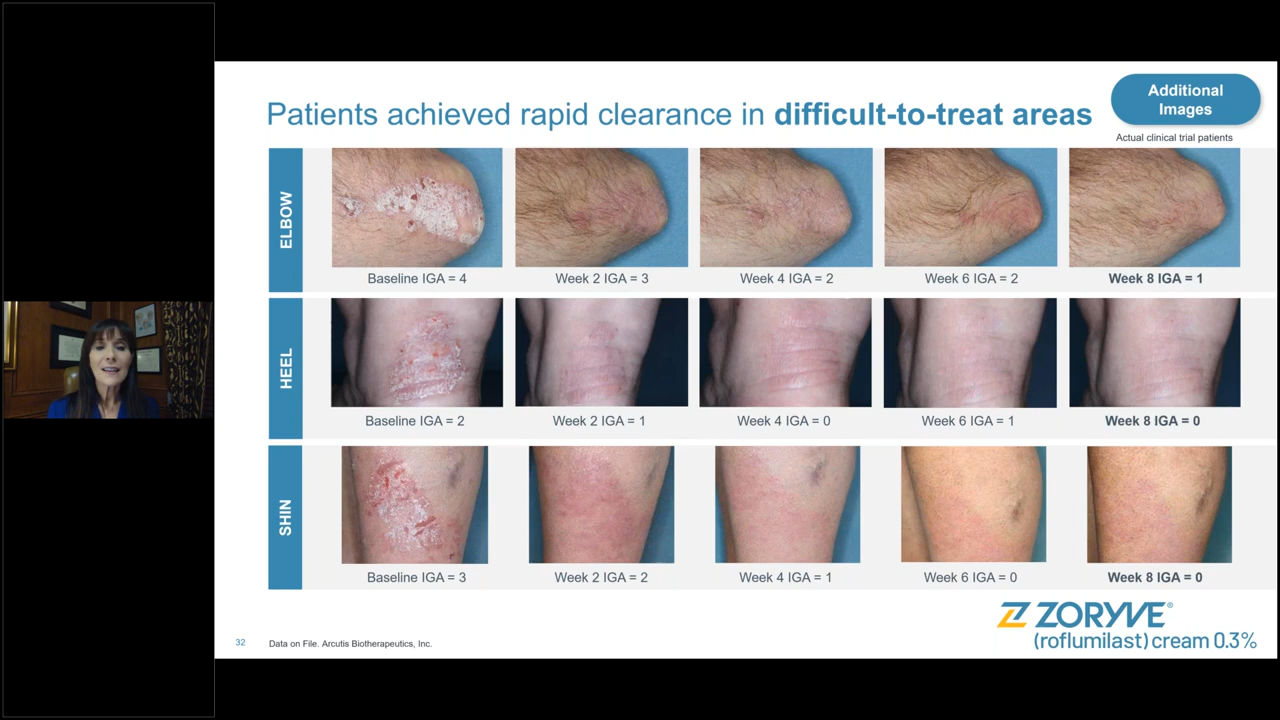 Patients achieved rapid clearance in difficult-to-treat areas
Additional
Images
Actual clinical trial patients
ELBOW
Baseline IGA = 4
Week 2 IGA = 3
Week 4 IGA = 2
Week 6 IGA = 2
Week 8 IGA = 1
HEEL
Baseline IGA = 2
Week 2 IGA = 1
Week 4 IGA = 0
Week 6 IGA = 1
Week 8 IGA = 0
SHIN
Baseline IGA = 3
Week 2 IGA = 2
Week 4 IGA = 1
Week 6 IGA = 0
Week 8 IGA = 0
ZORYVE®
(roflumilast) cream 0.3%
32
Data on File. Arcutis Biotherapeutics, Inc.